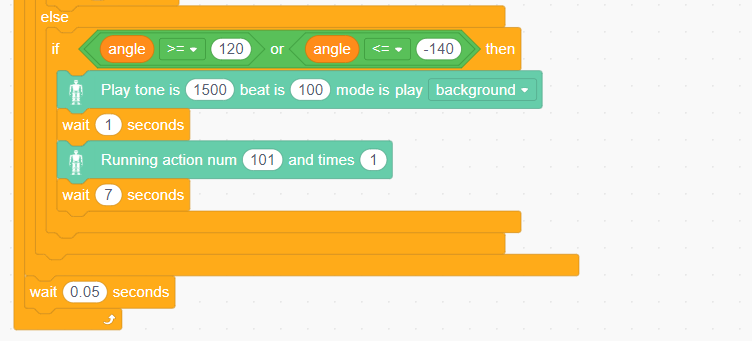 else
if angle >= 120 or angle <= -140 then
Play tone is 1500 beat is 100 mode is play background
wait 1 seconds
Running action num 101 and times 1
wait 7 seconds
wait 0.05 seconds